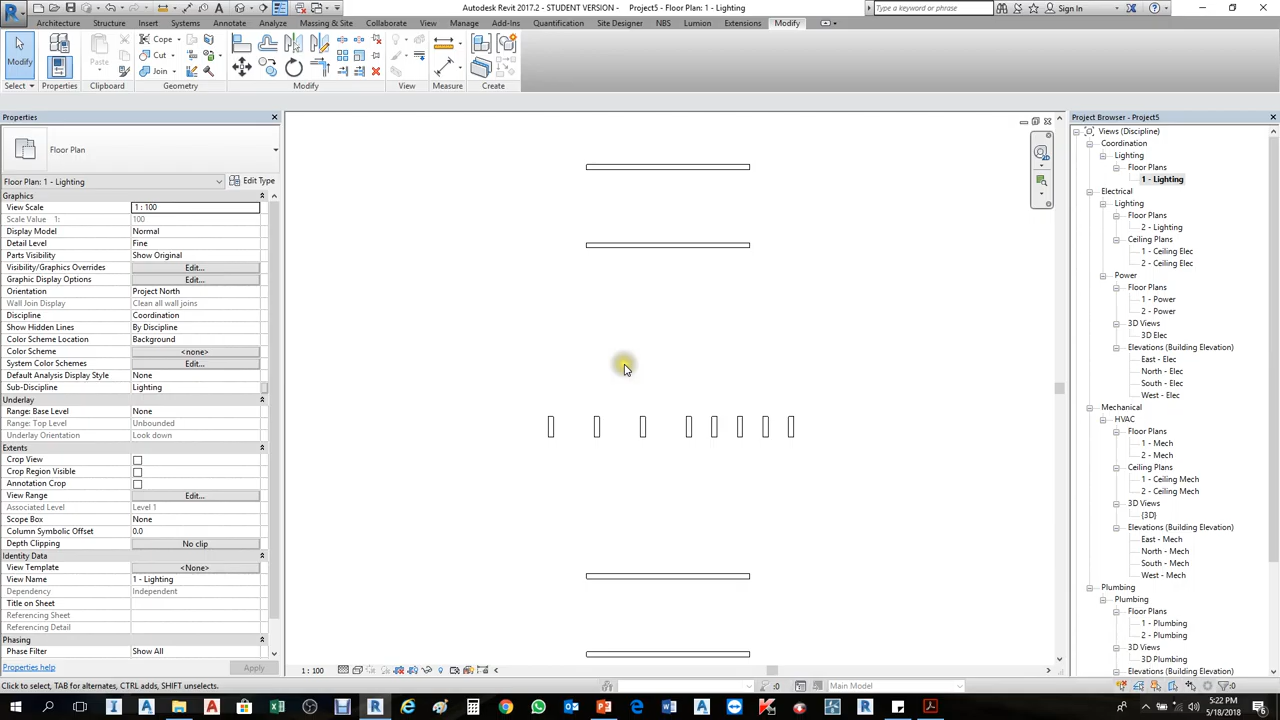 Autodesk Revit 2017.2 - STUDENT VERSION - Project5 - Floor Plan: 1 - Lighting
Type a keyword or phrase
Sign In
Architecture Structure Insert Systems Annotate Analyze Massing & Site Collaborate View Manage Add-Ins Quantification Site Designer NBS Lumion Extensions Modify
Modify
Paste
Cope
Cut
Join
Select Properties Clipboard Geometry Modify View Measure Create
Properties
Floor Plan
Floor Plan: 1 - Lighting
Edit Type
Graphics
View Scale 1 : 100
Scale Value 1: 100
Display Model Normal
Detail Level Fine
Parts Visibility Show Original
Visibility/Graphics Overrides Edit...
Graphic Display Options Edit...
Orientation Project North
Wall Join Display Clean all wall joins
Discipline Coordination
Show Hidden Lines By Discipline
Color Scheme Location Background
Color Scheme <none>
System Color Schemes Edit...
Default Analysis Display Style None
Sub-Discipline Lighting
Underlay
Range: Base Level None
Range: Top Level Unbounded
Underlay Orientation Look down
Extents
Crop View
Crop Region Visible
Annotation Crop
View Range Edit...
Associated Level Level 1
Scope Box None
Column Symbolic Offset 0.0
Depth Clipping No clip
Identity Data
View Template <None>
View Name 1 - Lighting
Dependency Independent
Title on Sheet
Referencing Sheet
Referencing Detail
Phasing
Phase Filter Show All
Properties help
Apply
1 : 100
Project Browser - Project5
Views (Discipline)
Coordination
Lighting
Floor Plans
1 - Lighting
Electrical
Lighting
Floor Plans
2 - Lighting
Ceiling Plans
1 - Ceiling Elec
2 - Ceiling Elec
Power
Floor Plans
1 - Power
2 - Power
3D Views
3D Elec
Elevations (Building Elevation)
East - Elec
North - Elec
South - Elec
West - Elec
Mechanical
HVAC
Floor Plans
1 - Mech
2 - Mech
Ceiling Plans
1 - Ceiling Mech
2 - Ceiling Mech
3D Views
{3D}
Elevations (Building Elevation)
East - Mech
North - Mech
South - Mech
West - Mech
Plumbing
Plumbing
Floor Plans
1 - Plumbing
2 - Plumbing
3D Views
3D Plumbing
Elevations (Building Elevation)
Click to select, TAB for alternates, CTRL adds, SHIFT unselects.
:0
Main Model
:0
5:22 PM
5/18/2018